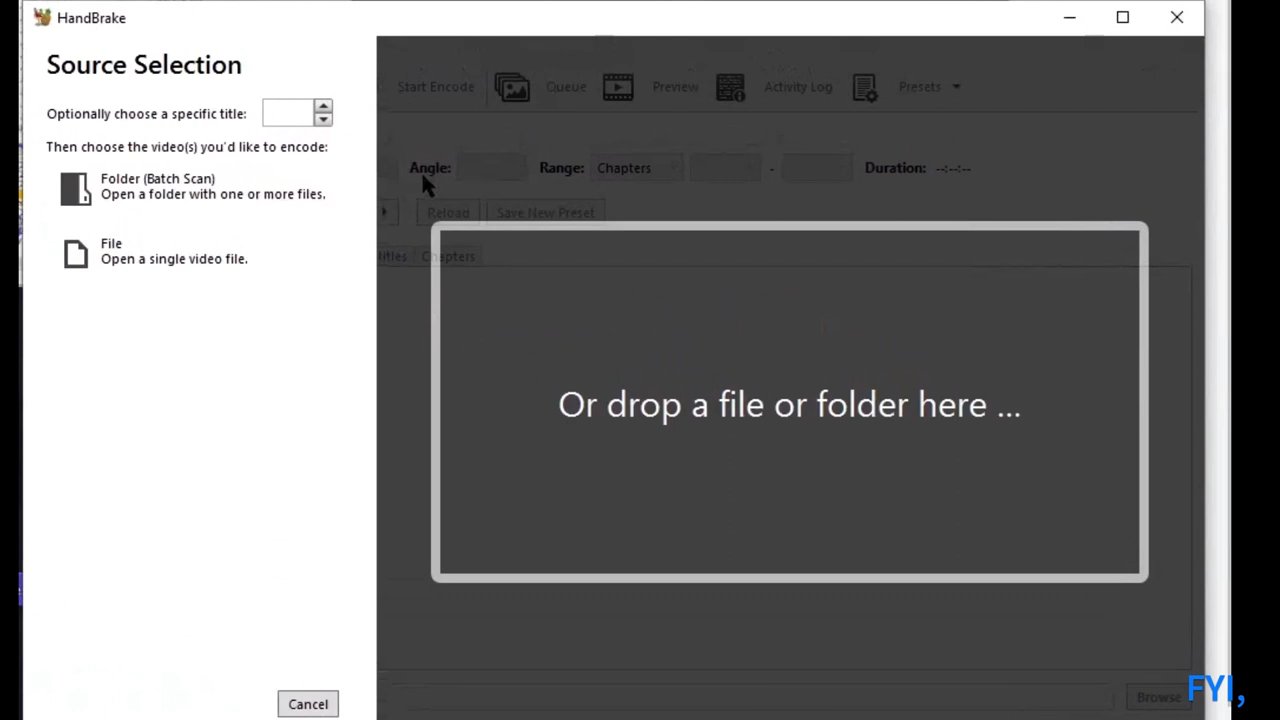 HandBrake
Source Selection
Optionally choose a specific title:
Then choose the video(s) you'd like to encode:
Folder (Batch Scan)
Open a folder with one or more files.
File
Open a single video file.
Cancel
Start Encode
Queue
Preview
Activity Log
Presets
Angle:
Range:
Chapters
-
Duration:
--:--:--
Reload
Save New Preset
titles
Chapters
Or drop a file or folder here ...
Browse
FYI,